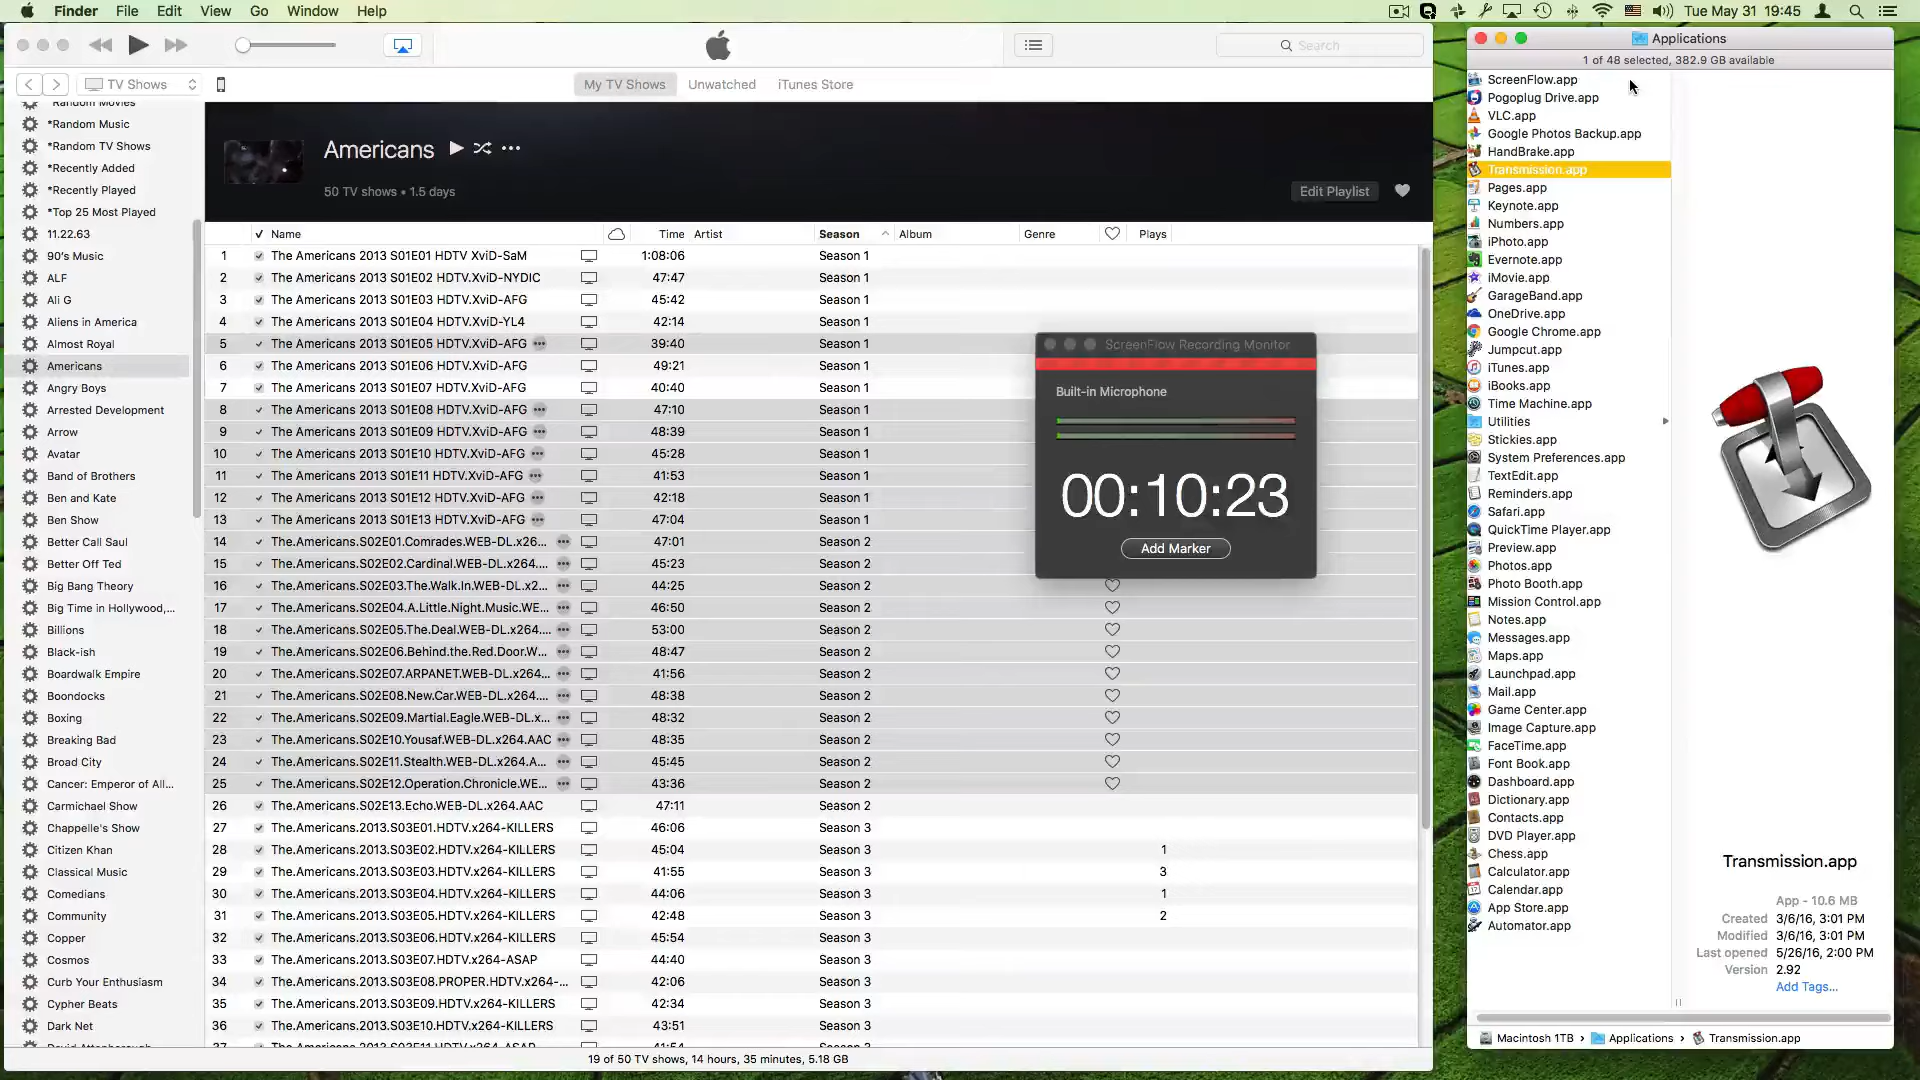 Finder File Edit View Go Window Help
Tue May 31 19:45
Search
TV Shows
My TV Shows Unwatched iTunes Store
*Random Movies
*Random Music
*Random TV Shows
*Recently Added
*Recently Played
*Top 25 Most Played
11.22.63
90's Music
ALF
Ali G
Aliens in America
Almost Royal
Americans
Angry Boys
Arrested Development
Arrow
Avatar
Band of Brothers
Ben and Kate
Ben Show
Better Call Saul
Better Off Ted
Big Bang Theory
Big Time in Hollywood,...
Billions
Black-ish
Boardwalk Empire
Boondocks
Boxing
Breaking Bad
Broad City
Cancer: Emperor of All...
Carmichael Show
Chappelle's Show
Citizen Khan
Classical Music
Comedians
Community
Copper
Cosmos
Curb Your Enthusiasm
Cypher Beats
Dark Net
Americans
50 TV shows • 1.5 days
Edit Playlist
Name Time Artist Season Album Genre Plays
1 The Americans 2013 S01E01 HDTV XviD-SaM 1:08:06 Season 1
2 The Americans 2013 S01E02 HDTV.XviD-NYDIC 47:47 Season 1
3 The Americans 2013 S01E03 HDTV.XviD-AFG 45:42 Season 1
4 The Americans 2013 S01E04 HDTV.XviD-YL4 42:14 Season 1
5 The Americans 2013 S01E05 HDTV.XviD-AFG 39:40 Season 1
6 The Americans 2013 S01E06 HDTV.XviD-AFG 49:21 Season 1
7 The Americans 2013 S01E07 HDTV.XviD-AFG 40:40 Season 1
8 The Americans 2013 S01E08 HDTV.XviD-AFG 47:10 Season 1
9 The Americans 2013 S01E09 HDTV.XviD-AFG 48:39 Season 1
10 The Americans 2013 S01E10 HDTV.XviD-AFG 45:28 Season 1
11 The Americans 2013 S01E11 HDTV.XviD-AFG 41:53 Season 1
12 The Americans 2013 S01E12 HDTV.XviD-AFG 42:18 Season 1
13 The Americans 2013 S01E13 HDTV.XviD-AFG 47:04 Season 1
14 The.Americans.S02E01.Comrades.WEB-DL.x26... 47:01 Season 2
15 The.Americans.S02E02.Cardinal.WEB-DL.x264.... 45:23 Season 2
16 The.Americans.S02E03.The.Walk.In.WEB-DL.x2... 44:25 Season 2
17 The.Americans.S02E04.A.Little.Night.Music.WE... 46:50 Season 2
18 The.Americans.S02E05.The.Deal.WEB-DL.x264.... 53:00 Season 2
19 The.Americans.S02E06.Behind.the.Red.Door.W... 48:47 Season 2
20 The.Americans.S02E07.ARPANET.WEB-DL.x264.... 41:56 Season 2
21 The.Americans.S02E08.New.Car.WEB-DL.x264.... 48:38 Season 2
22 The.Americans.S02E09.Martial.Eagle.WEB-DL.x... 48:32 Season 2
23 The.Americans.S02E10.Yousaf.WEB-DL.x264.AAC 48:35 Season 2
24 The.Americans.S02E11.Stealth.WEB-DL.x264.A... 45:45 Season 2
25 The.Americans.S02E12.Operation.Chronicle.WE... 43:36 Season 2
26 The.Americans.S02E13.Echo.WEB-DL.x264.AAC 47:11 Season 2
27 The.Americans.2013.S03E01.HDTV.x264-KILLERS 46:06 Season 3
28 The.Americans.2013.S03E02.HDTV.x264-KILLERS 45:04 Season 3 1
29 The.Americans.2013.S03E03.HDTV.x264-KILLERS 41:55 Season 3 3
30 The.Americans.2013.S03E04.HDTV.x264-KILLERS 44:06 Season 3 1
31 The.Americans.2013.S03E05.HDTV.x264-KILLERS 42:48 Season 3 2
32 The.Americans.2013.S03E06.HDTV.x264-KILLERS 45:54 Season 3
33 The.Americans.2013.S03E07.HDTV.x264-ASAP 44:40 Season 3
34 The.Americans.2013.S03E08.PROPER.HDTV.x264-... 42:06 Season 3
35 The.Americans.2013.S03E09.HDTV.x264-KILLERS 42:34 Season 3
36 The.Americans.2013.S03E10.HDTV.x264-KILLERS 43:51 Season 3
19 of 50 TV shows, 14 hours, 35 minutes, 5.18 GB
ScreenFlow Recording Monitor
Built-in Microphone
00:10:23
Add Marker
Applications
1 of 48 selected, 382.9 GB available
ScreenFlow.app
Pogoplug Drive.app
VLC.app
Google Photos Backup.app
HandBrake.app
Transmission.app
Pages.app
Keynote.app
Numbers.app
iPhoto.app
Evernote.app
iMovie.app
GarageBand.app
OneDrive.app
Google Chrome.app
Jumpcut.app
iTunes.app
iBooks.app
Time Machine.app
Utilities
Stickies.app
System Preferences.app
TextEdit.app
Reminders.app
Safari.app
QuickTime Player.app
Preview.app
Photos.app
Photo Booth.app
Mission Control.app
Notes.app
Messages.app
Maps.app
Launchpad.app
Mail.app
Game Center.app
Image Capture.app
FaceTime.app
Font Book.app
Dashboard.app
Dictionary.app
Contacts.app
DVD Player.app
Chess.app
Calculator.app
Calendar.app
App Store.app
Automator.app
Transmission.app
App - 10.6 MB
Created 3/6/16, 3:01 PM
Modified 3/6/16, 3:01 PM
Last opened 5/26/16, 2:00 PM
Version 2.92
Add Tags...
Macintosh 1TB › Applications › Transmission.app